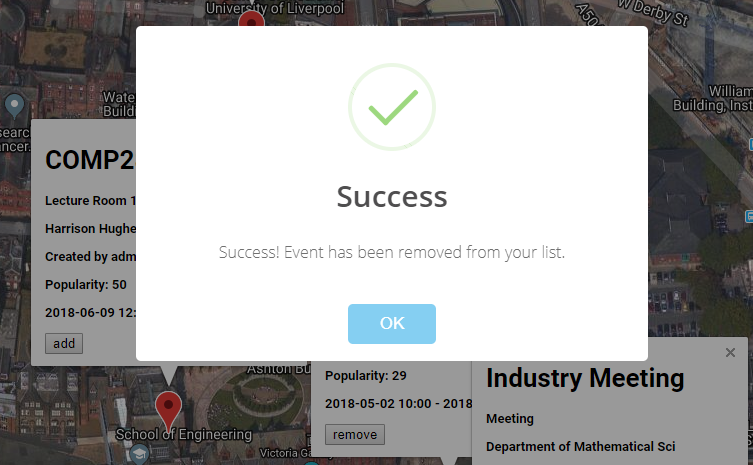 University of Liverpool
W Derby St
A50
William
Building, Inst
Wate
Building
searc
ancer
COMP2
Lecture Room 1
Harrison Hughe
Created by adm
Popularity: 50
2018-06-09 12:
add
Success
Success! Event has been removed from your list.
OK
Ashton Bu
Popularity: 29
2018-05-02 10:00 - 2018
remove
Industry Meeting
Meeting
Department of Mathematical Sci
School of Engineering
Victoria Ga